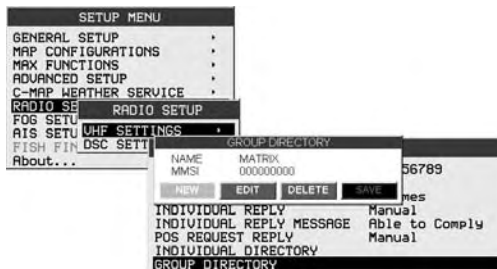 SETUP MENU
GENERAL SETUP
MAP CONFIGURATIONS
MAX FUNCTIONS
ADVANCED SETUP
C-MAP WEATHER SERVICE
RADIO SE
FOG SETU
AIS SETU
FISH FIN
About...
RADIO SETUP
VHF SETTINGS
DSC SETT
GROUP DIRECTORY
NAME MATRIX
MMSI 000000000
NEW EDIT DELETE SAVE
56789
mes
INDIVIDUAL REPLY Manual
INDIVIDUAL REPLY MESSAGE Able to Comply
POS REQUEST REPLY Manual
INDIVIDUAL DIRECTORY
GROUP DIRECTORY